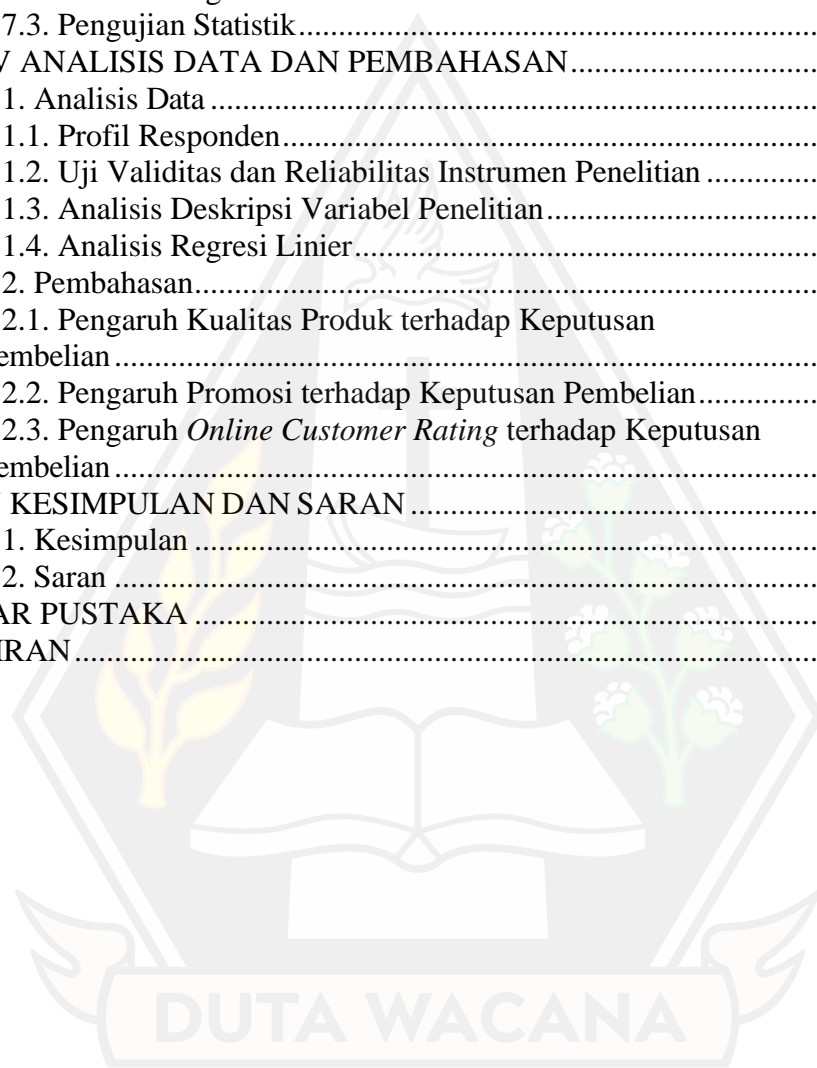 7.3. Pengujian Statistik........................................................................
V ANALISIS DATA DAN PEMBAHASAN...................................
1. Analisis Data ...................................................................................
1.1. Profil Responden..........................................................................
1.2. Uji Validitas dan Reliabilitas Instrumen Penelitian ...............
1.3. Analisis Deskripsi Variabel Penelitian......................................
1.4. Analisis Regresi Linier................................................................
2. Pembahasan.....................................................................................
2.1. Pengaruh Kualitas Produk terhadap Keputusan
embelian ..............................................................................................
2.2. Pengaruh Promosi terhadap Keputusan Pembelian................
2.3. Pengaruh Online Customer Rating terhadap Keputusan
embelian ..............................................................................................
KESIMPULAN DAN SARAN .......................................................
1. Kesimpulan .....................................................................................
2. Saran ................................................................................................
AR PUSTAKA ...................................................................................
IRAN....................................................................................................
DUTA WACANA